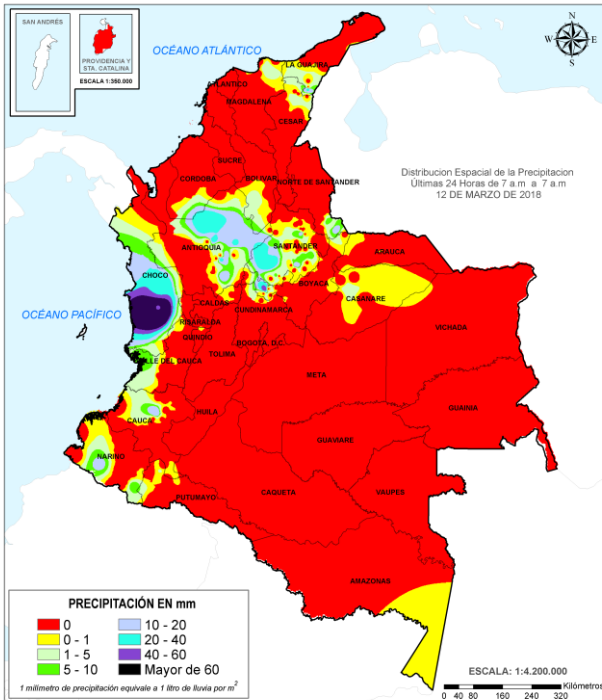 SAN ANDRÉS
PROVIDENCIA Y
STA. CATALINA
ESCALA 1:350.000
OCÉANO ATLÁNTICO
N
W
E
S
LA GUAJIRA
ATLANTICO
MAGDALENA
CESAR
SUCRE
CORDOBA
BOLIVAR
NORTE DE SANTANDER
Distribucion Espacial de la Precipitacion
Últimas 24 Horas de 7 a.m a 7 a.m
12 DE MARZO DE 2018
ANTIOQUIA
SANTANDER
ARAUCA
CHOCO
BOYACA
CASANARE
OCÉANO PACÍFICO
CALDAS
CUNDINAMARCA
RISARALDA
VICHADA
QUINDIO
BOGOTA, D.C.
TOLIMA
VALLE DEL CAUCA
META
GUAINIA
HUILA
CAUCA
GUAVIARE
NARIÑO
CAQUETA
VAUPES
PUTUMAYO
AMAZONAS
PRECIPITACIÓN EN mm
0
0 - 1
1 - 5
5 - 10
10 - 20
20 - 40
40 - 60
Mayor de 60
1 milimetro de precipitación equivale a 1 litro de lluvia por m²
ESCALA: 1:4.200.000
Kilómetros
0 40 80 160 240 320